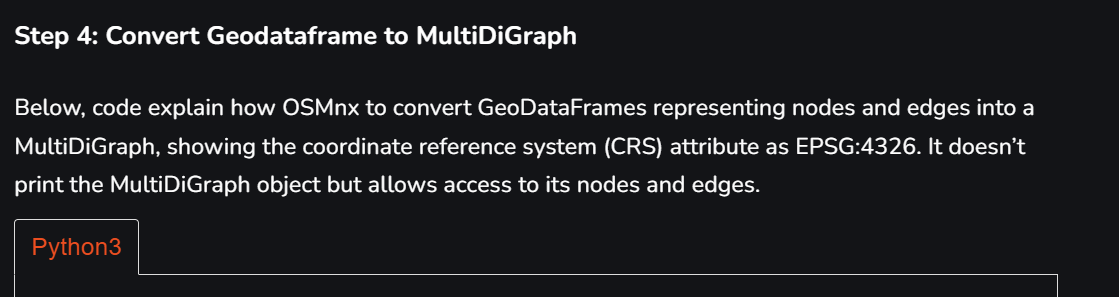 Step 4: Convert Geodataframe to MultiDiGraph
Below, code explain how OSMnx to convert GeoDataFrames representing nodes and edges into a
MultiDiGraph, showing the coordinate reference system (CRS) attribute as EPSG:4326. It doesn’t
print the MultiDiGraph object but allows access to its nodes and edges.
Python3